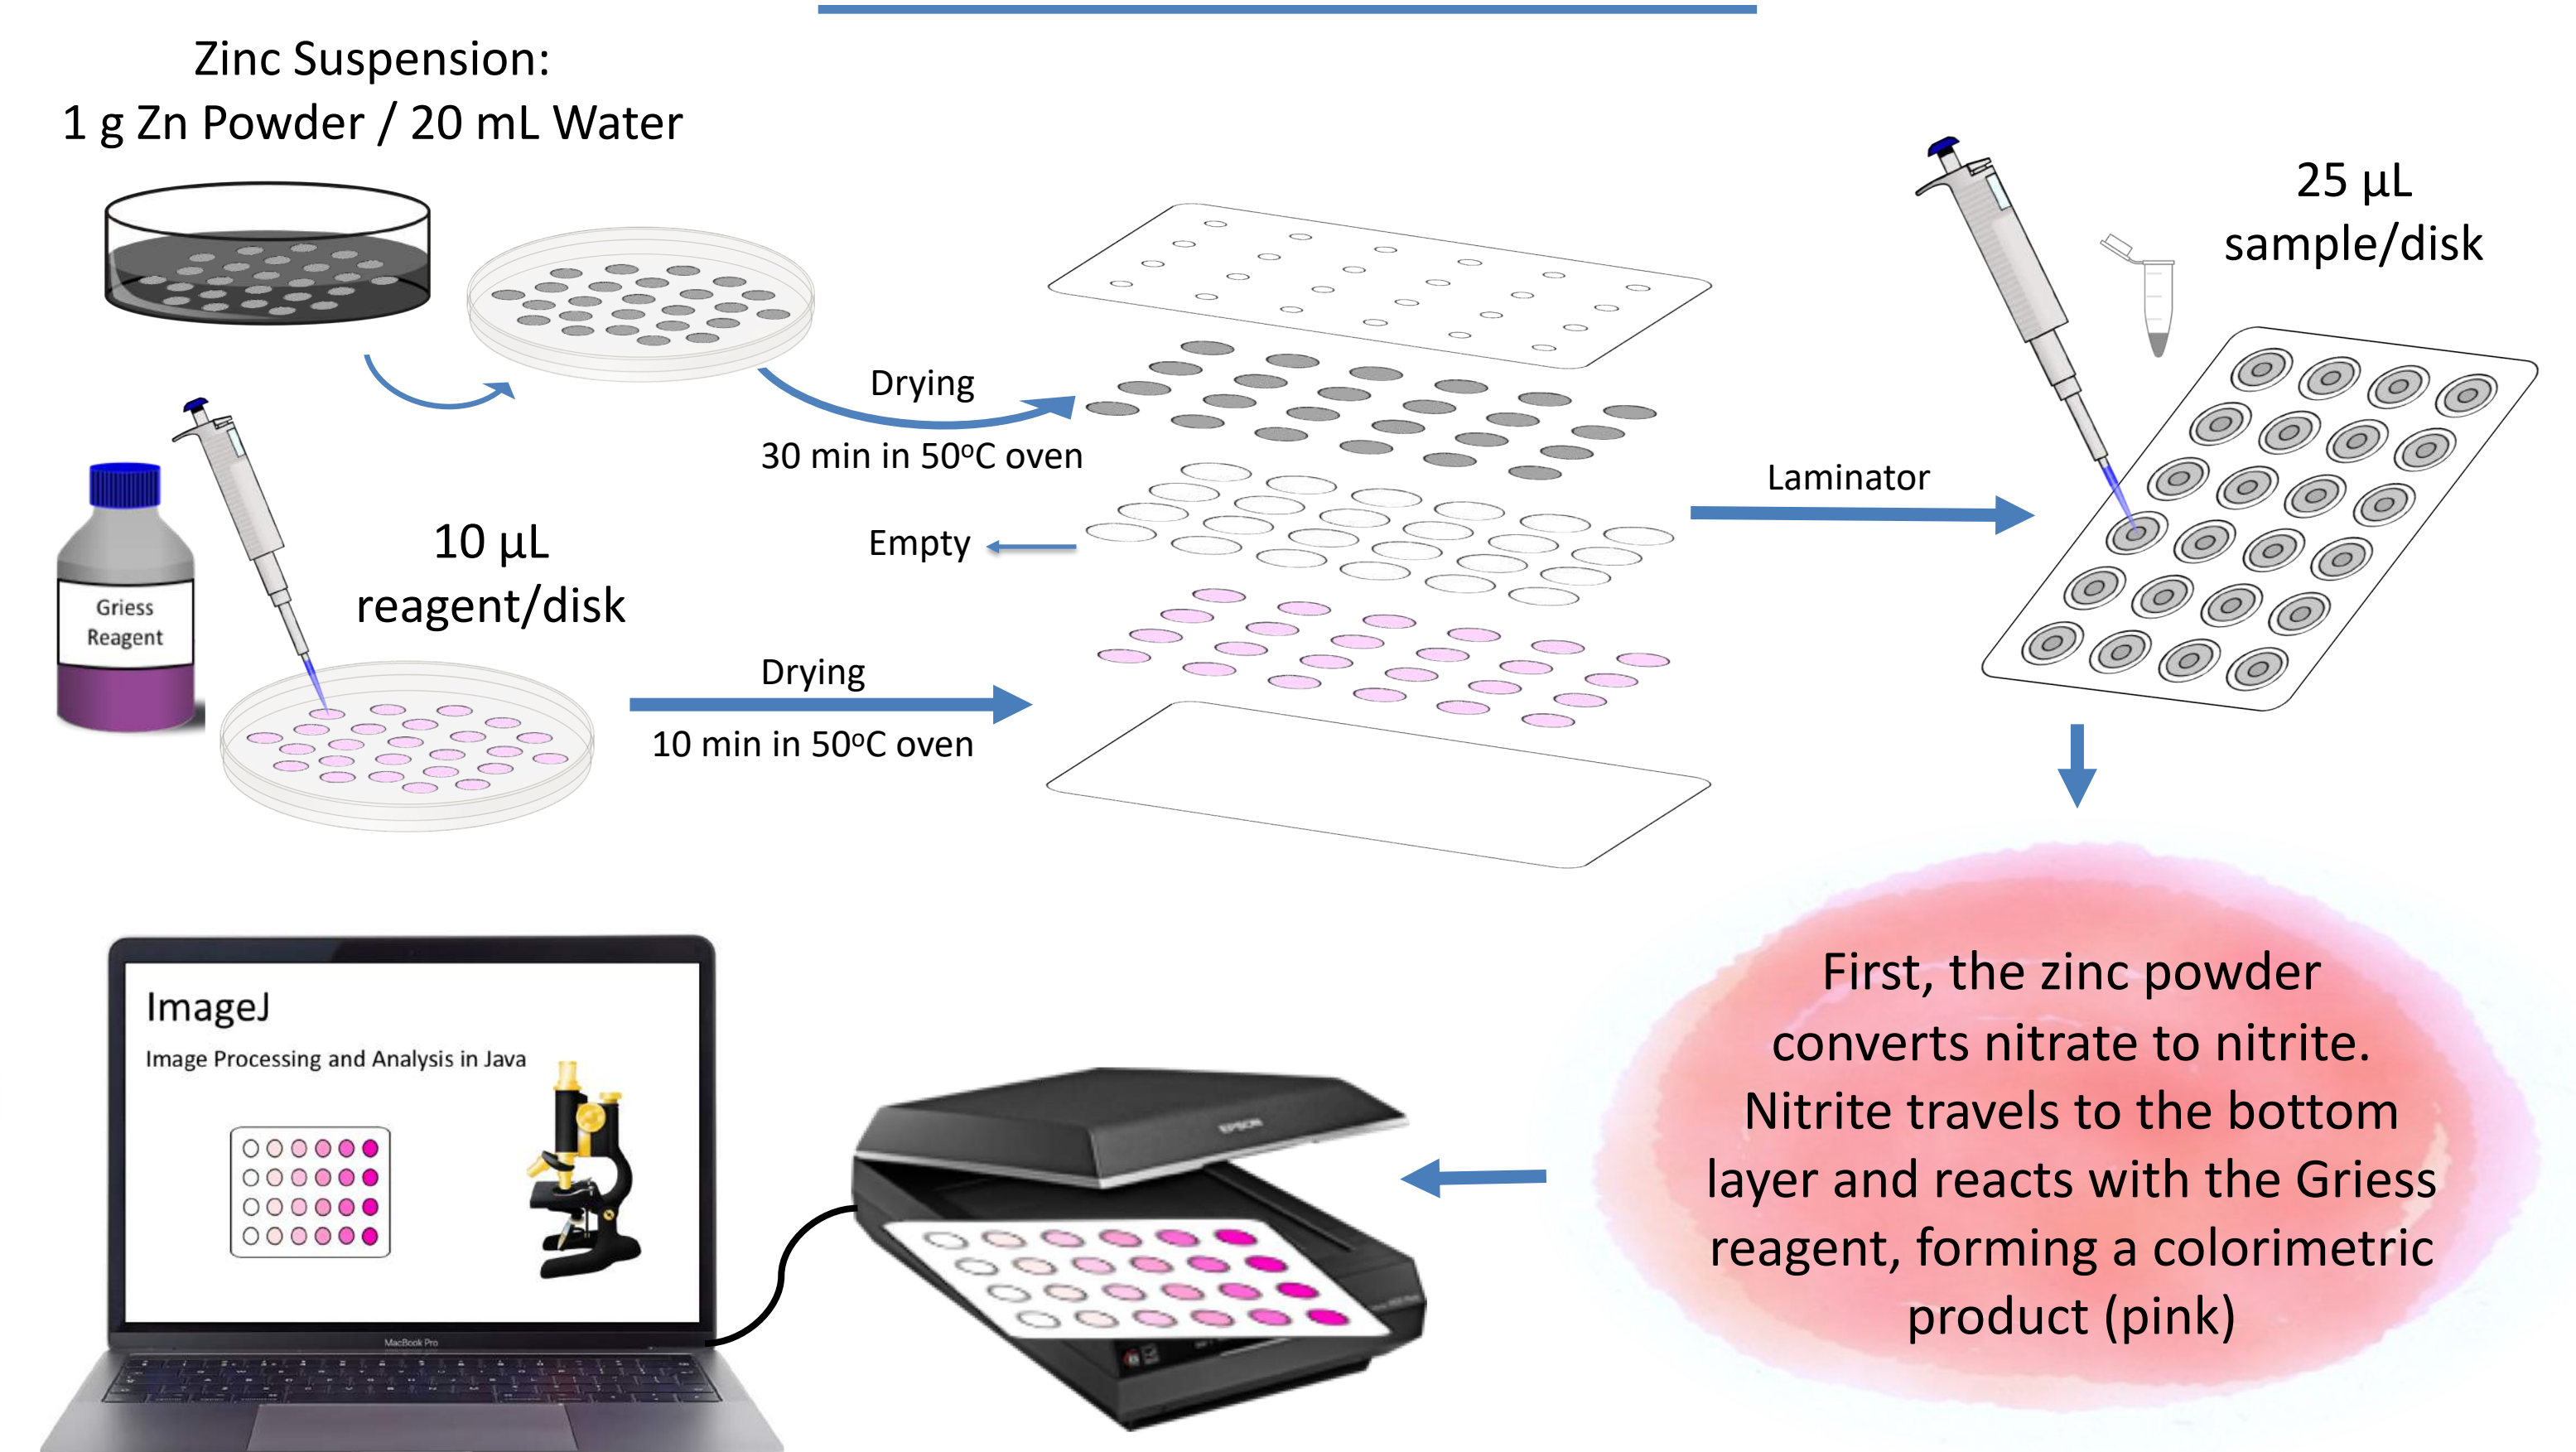 Zinc Suspension:
1 g Zn Powder / 20 mL Water
Drying
30 min in 50°C oven
Empty
Griess
Reagent
10 µL
reagent/disk
Drying
10 min in 50°C oven
Laminator
25 µL
sample/disk
First, the zinc powder
converts nitrate to nitrite.
Nitrite travels to the bottom
layer and reacts with the Griess
reagent, forming a colorimetric
product (pink)
EPSON
ImageJ
Image Processing and Analysis in Java
MacBook Pro